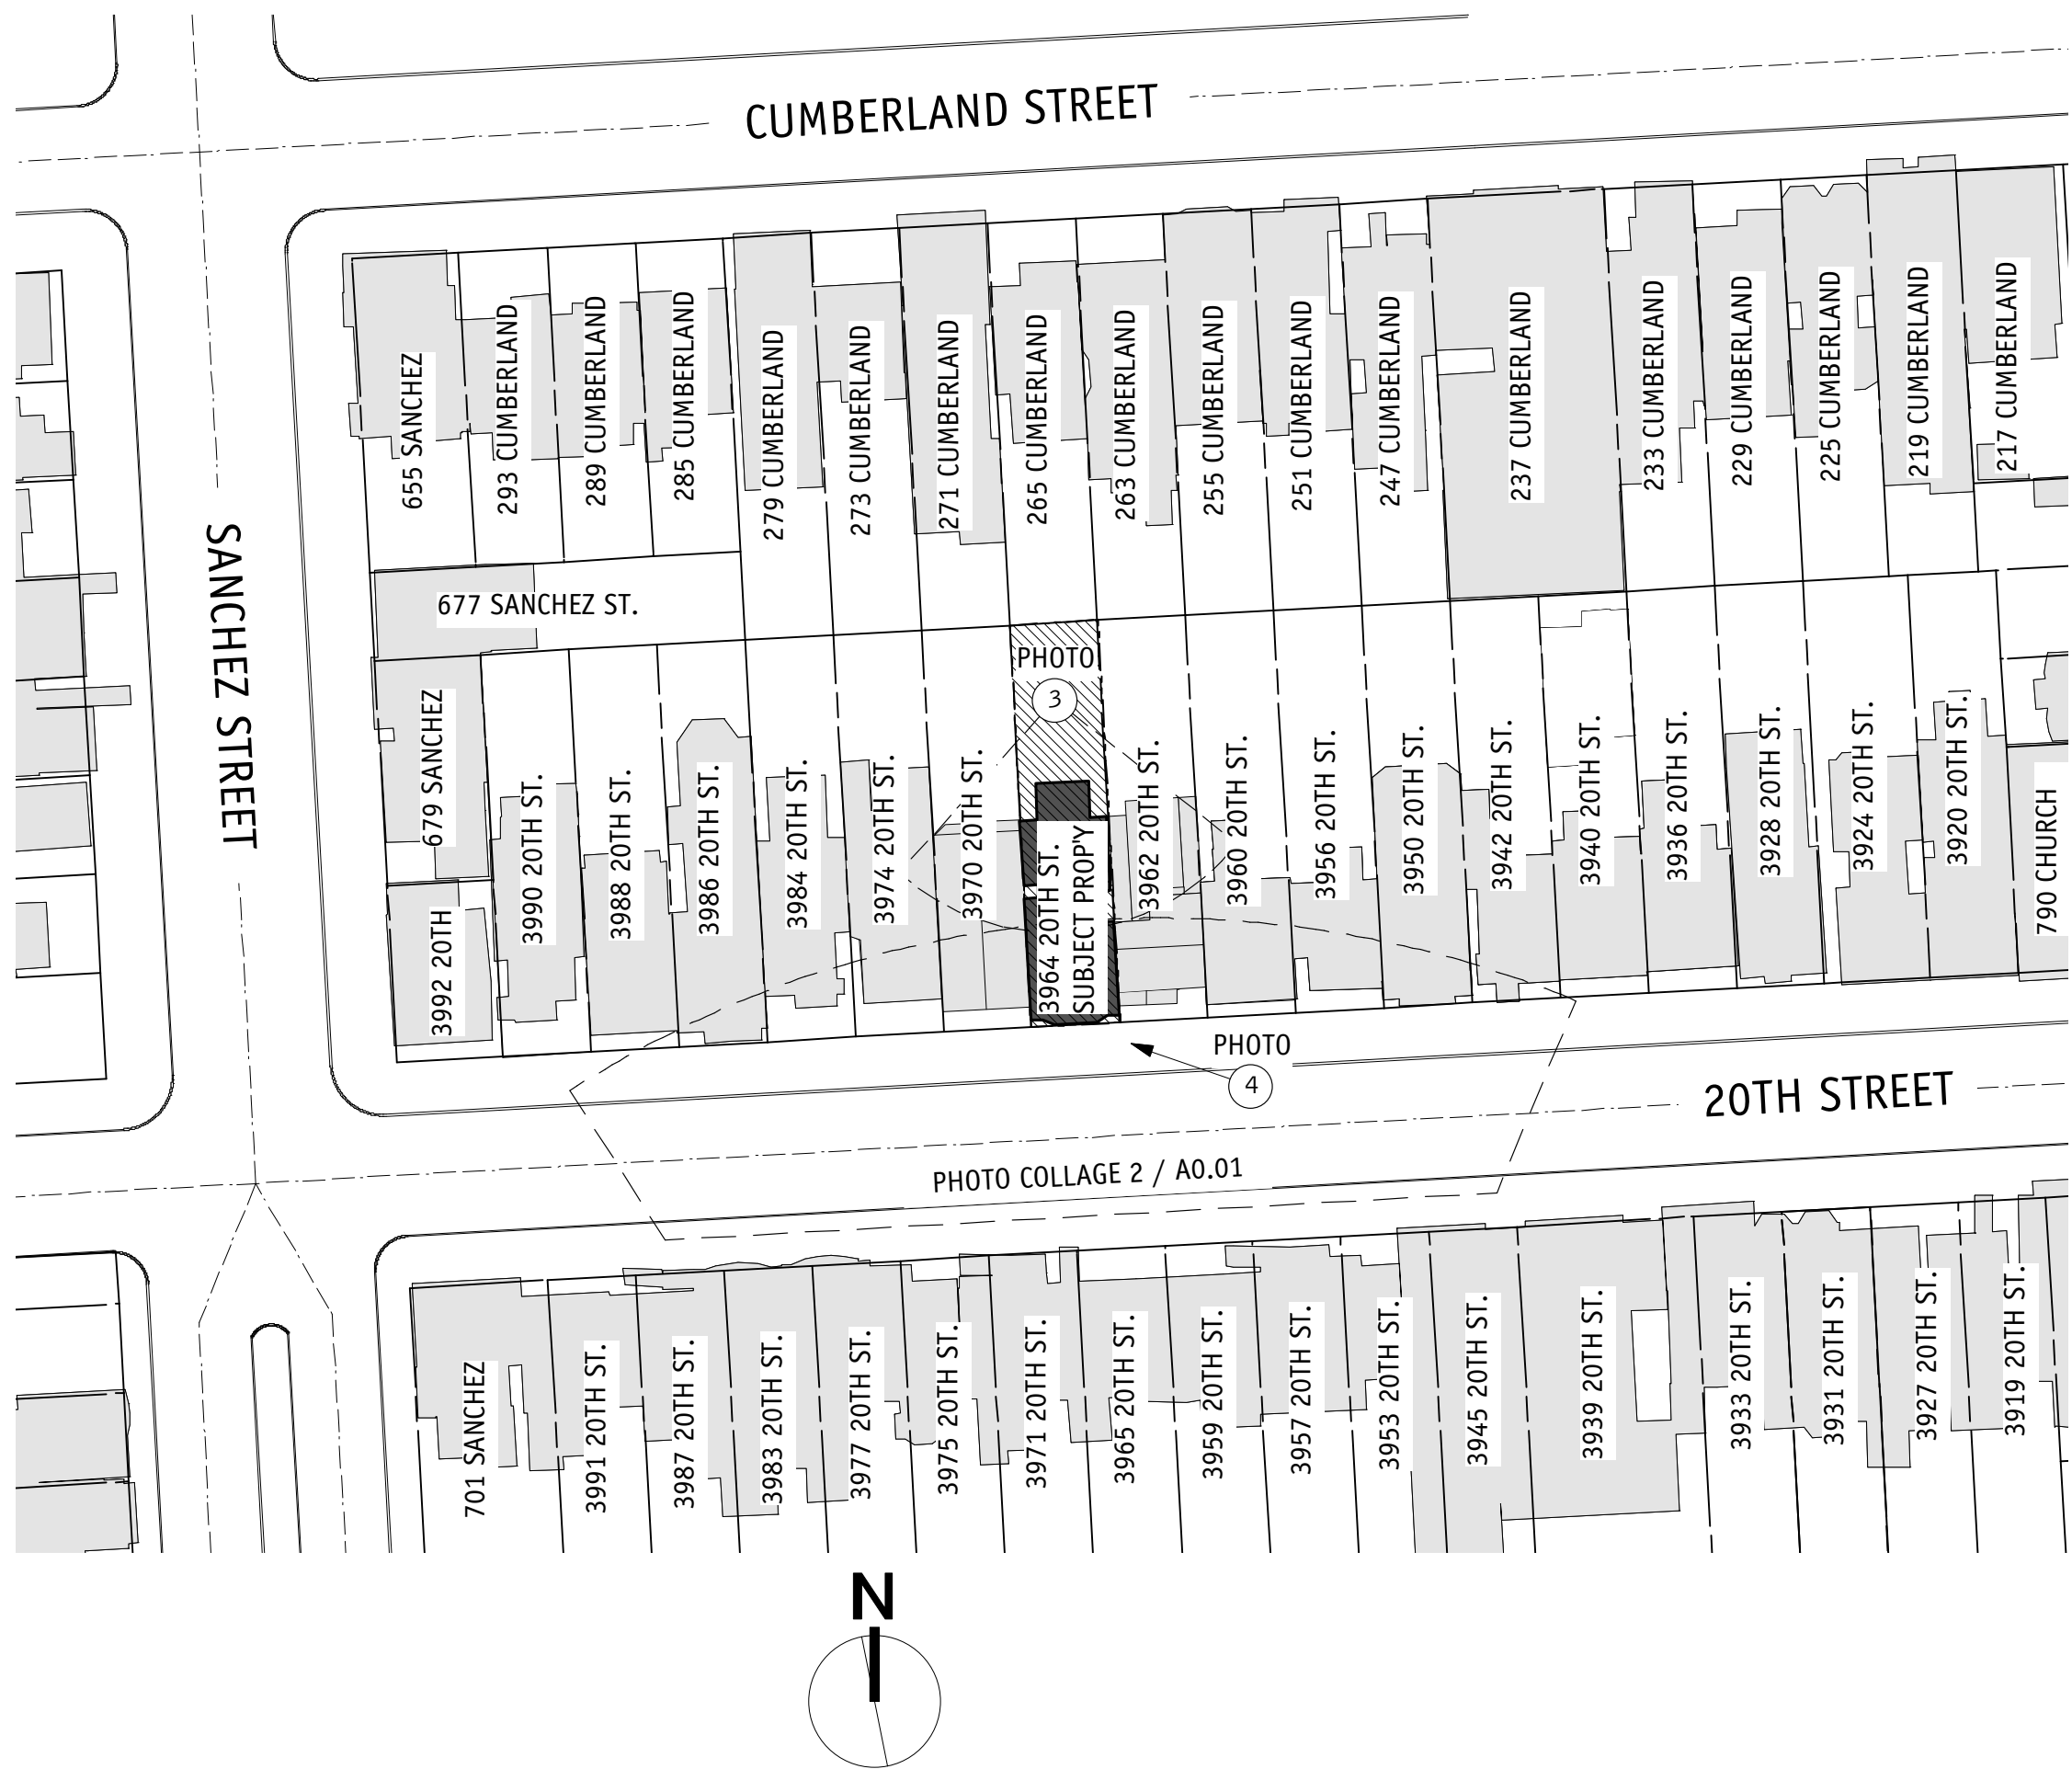 CUMBERLAND STREET
SANCHEZ STREET
655 SANCHEZ
293 CUMBERLAND
289 CUMBERLAND
285 CUMBERLAND
279 CUMBERLAND
273 CUMBERLAND
271 CUMBERLAND
265 CUMBERLAND
263 CUMBERLAND
255 CUMBERLAND
251 CUMBERLAND
247 CUMBERLAND
237 CUMBERLAND
233 CUMBERLAND
229 CUMBERLAND
225 CUMBERLAND
219 CUMBERLAND
217 CUMBERLAND
677 SANCHEZ ST.
PHOTO
3
679 SANCHEZ
3992 20TH
3990 20TH ST.
3988 20TH ST.
3986 20TH ST.
3984 20TH ST.
3974 20TH ST.
3970 20TH ST.
3964 20TH ST.
SUBJECT PROP'Y
3962 20TH ST.
3960 20TH ST.
3956 20TH ST.
3950 20TH ST.
3942 20TH ST.
3940 20TH ST.
3936 20TH ST.
3928 20TH ST.
3924 20TH ST.
3920 20TH ST.
790 CHURCH
PHOTO
4
20TH STREET
PHOTO COLLAGE 2 / A0.01
701 SANCHEZ
3991 20TH ST.
3987 20TH ST.
3983 20TH ST.
3977 20TH ST.
3975 20TH ST.
3971 20TH ST.
3965 20TH ST.
3959 20TH ST.
3957 20TH ST.
3953 20TH ST.
3945 20TH ST.
3939 20TH ST.
3933 20TH ST.
3931 20TH ST.
3927 20TH ST.
3919 20TH ST.
N